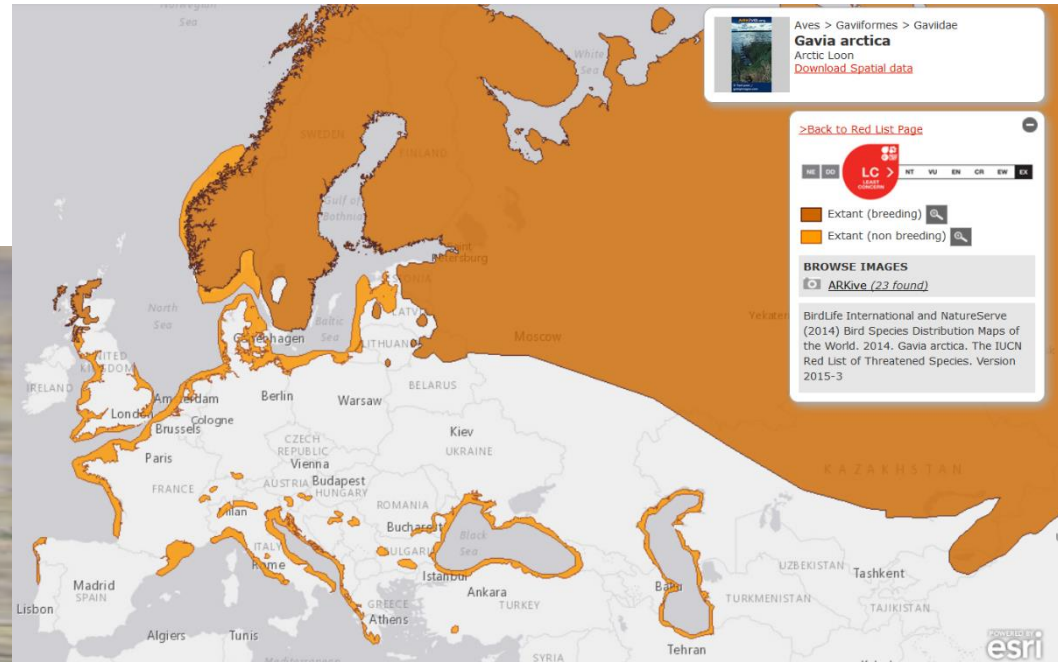 Norwegian
Sea
White
Sea
SWEDEN
FINLAND
Gulf of
Bothnia
Petersburg
North
Sea
Baltic
Sea
Copenhagen
LITHUANIA
Moscow
UNITED
KINGDOM
IRELAND
London
Amsterdam
Brussels
Cologne
Berlin
Warsaw
BELARUS
Kiev
UKRAINE
Paris
FRANCE
CZECH
REPUBLIC
Vienna
AUSTRIA
Budapest
HUNGARY
ROMANIA
Bucharest
Milan
ITALY
Rome
BULGARIA
Black
Sea
Istanbul
Ankara
TURKEY
GREECE
Athens
Madrid
SPAIN
Lisbon
Algiers
Tunis
SYRIA
Baku
Tehran
KAZAKHSTAN
UZBEKISTAN
Tashkent
TURKMENISTAN
TAJIKISTAN
Aves > Gaviiformes > Gaviidae
Gavia arctica
Arctic Loon
Download Spatial data
>Back to Red List Page
NE DD LC > NT VU EN CR EW EX
LEAST
CONCERN
Extant (breeding)
Extant (non breeding)
BROWSE IMAGES
ARKive (23 found)
BirdLife International and NatureServe
(2014) Bird Species Distribution Maps of
the World. 2014. Gavia arctica. The IUCN
Red List of Threatened Species. Version
2015-3
POWERED BY
esri